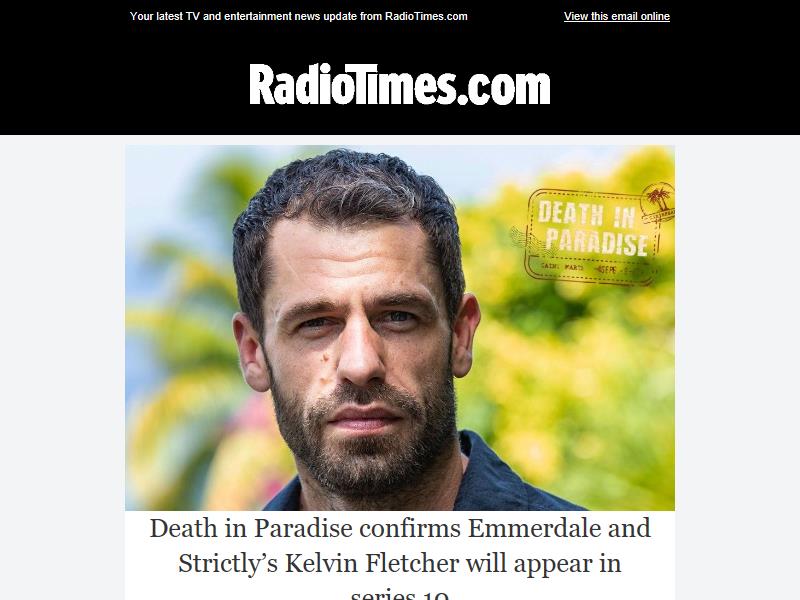 Your latest TV and entertainment news update from RadioTimes.com
View this email online
RadioTimes.com
DEATH IN
PARADISE
SAINT MARIE
Death in Paradise confirms Emmerdale and
Strictly’s Kelvin Fletcher will appear in
series 10